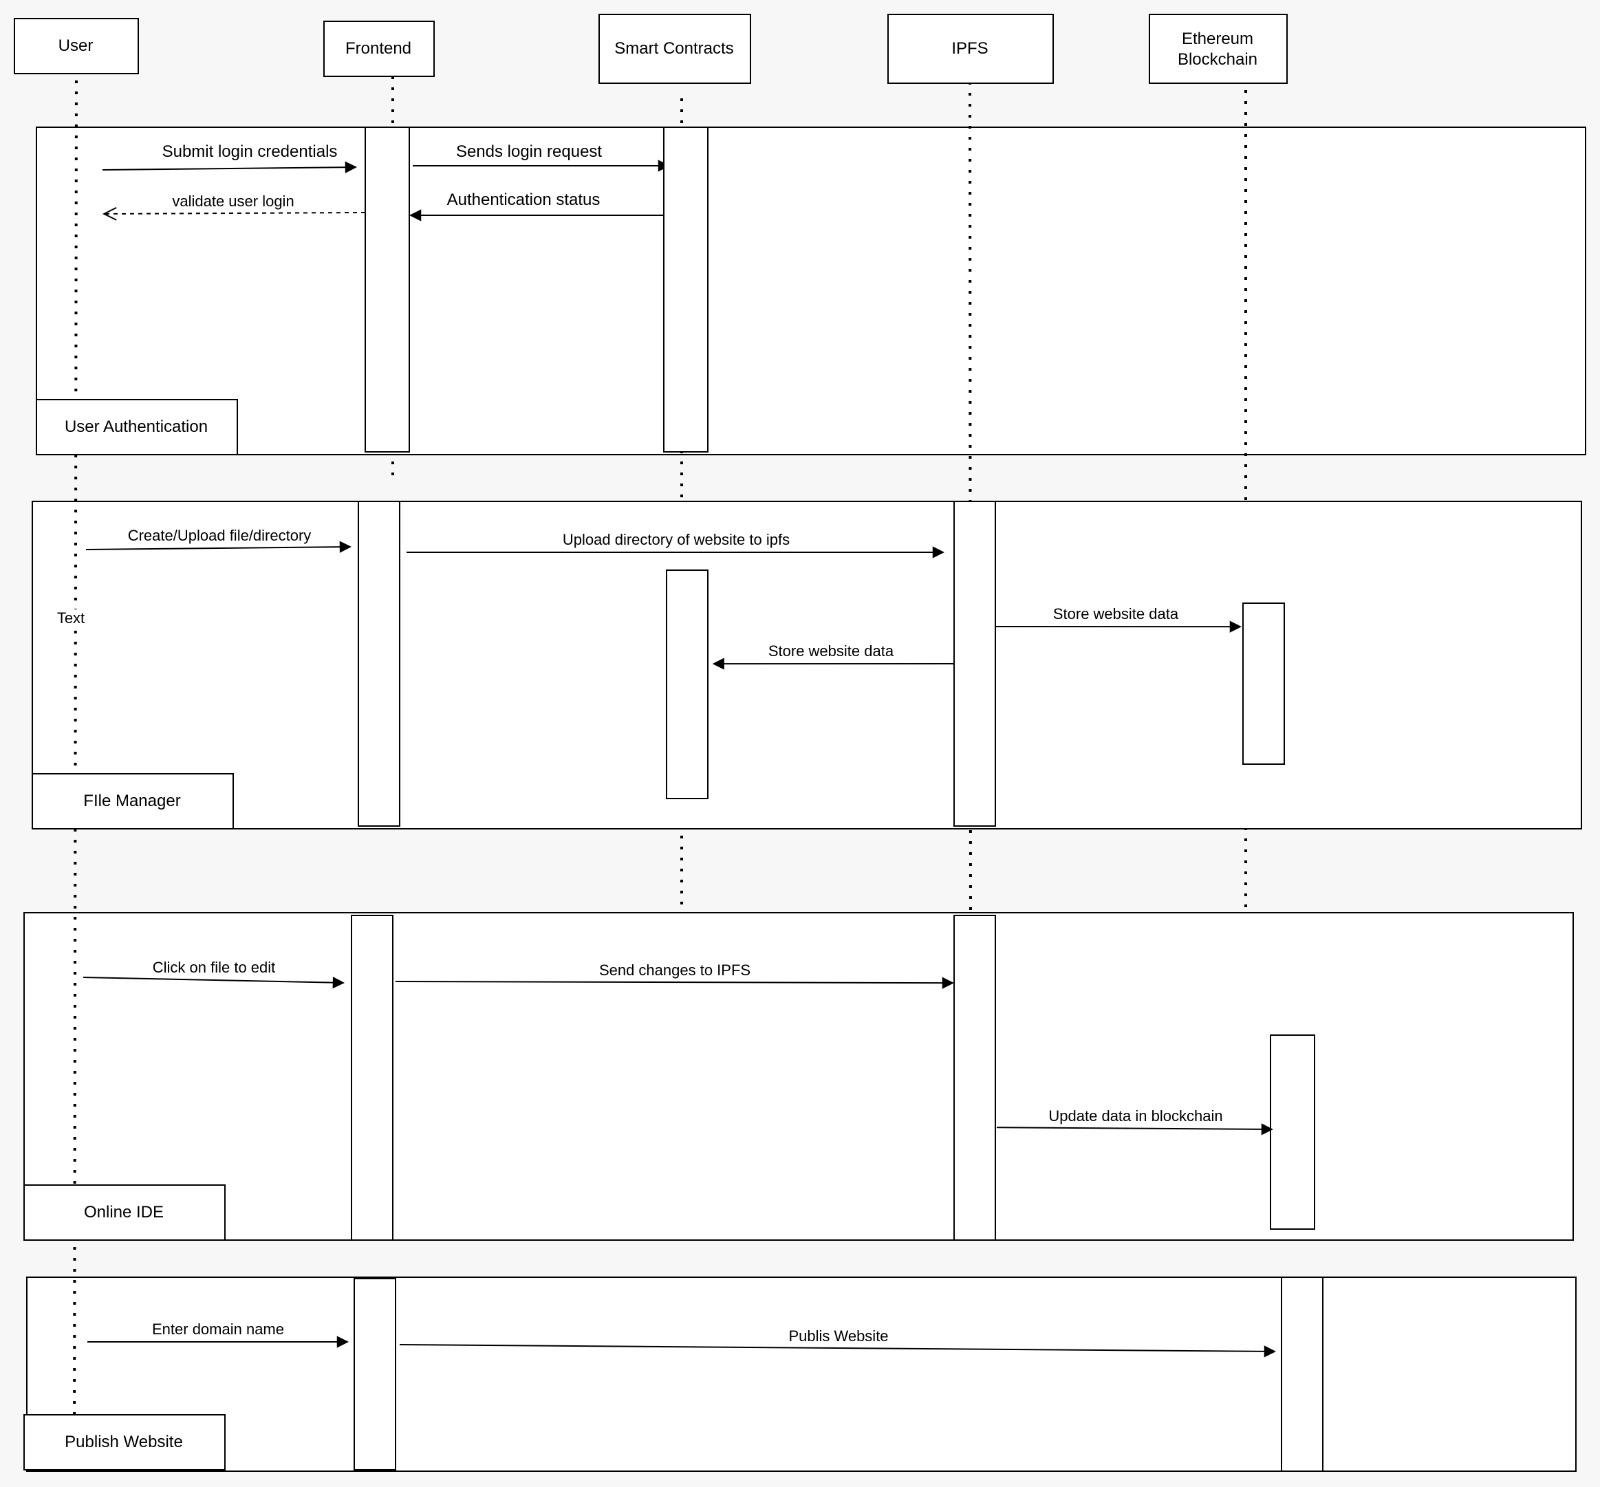 User
Frontend
Smart Contracts
IPFS
Ethereum
Blockchain
Submit login credentials
Sends login request
validate user login
Authentication status
User Authentication
Create/Upload file/directory
Upload directory of website to ipfs
Text
Store website data
Store website data
FIle Manager
Click on file to edit
Send changes to IPFS
Update data in blockchain
Online IDE
Enter domain name
Publis Website
Publish Website